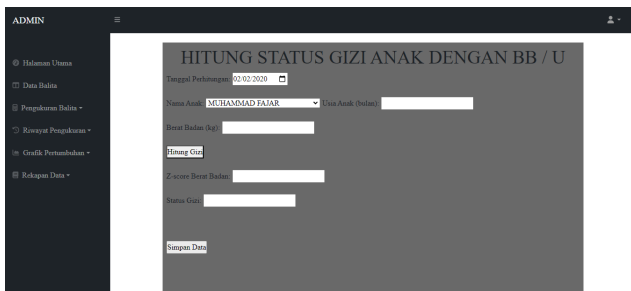 ADMIN
HITUNG STATUS GIZI ANAK DENGAN BB / U
Halaman Utama
Data Balita
Pengukuran Balita
Riwayat Pengukuran
Grafik Pertumbuhan
Rekapan Data
Tanggal Perhitungan: 02/02/2020
Nama Anak: MUHAMMAD FAJAR Usia Anak (bulan):
Berat Badan (kg):
Hitung Gizi
Z-score Berat Badan:
Status Gizi:
Simpan Data